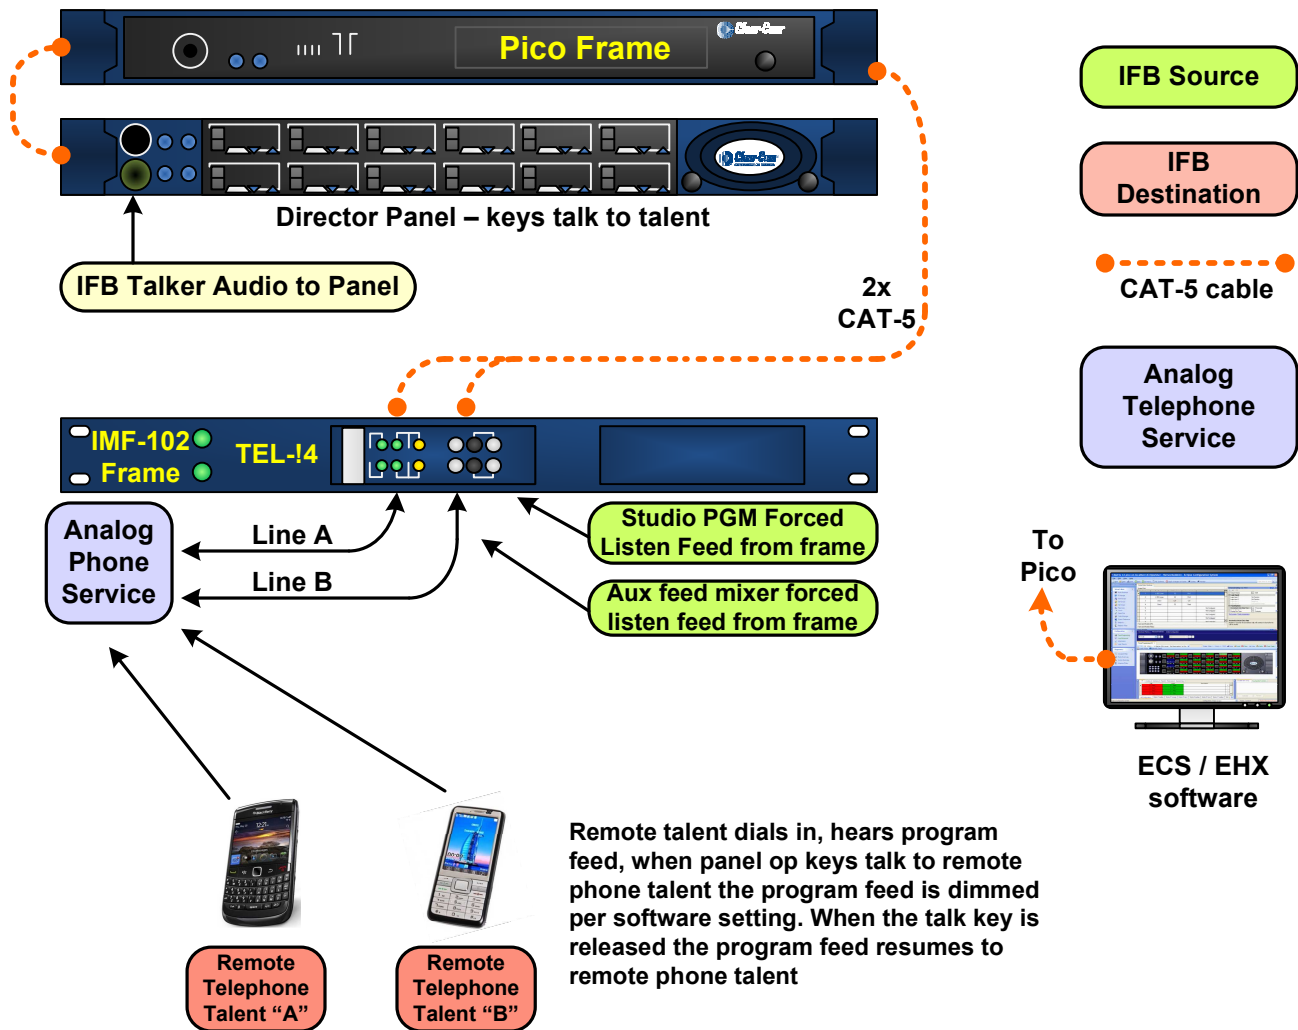 Pico Frame
Clear-Com
IFB Source
IFB
Destination
Clear-Com
Director Panel – keys talk to talent
IFB Talker Audio to Panel
2x
CAT-5
CAT-5 cable
Analog
Telephone
Service
IMF-102
Frame
TEL-!4
Analog
Phone
Service
Line A
Line B
Studio PGM Forced
Listen Feed from frame
Aux feed mixer forced
listen feed from frame
To
Pico
ECS / EHX
software
Remote talent dials in, hears program
feed, when panel op keys talk to remote
phone talent the program feed is dimmed
per software setting. When the talk key is
released the program feed resumes to
remote phone talent
Remote
Telephone
Talent “A”
Remote
Telephone
Talent “B”